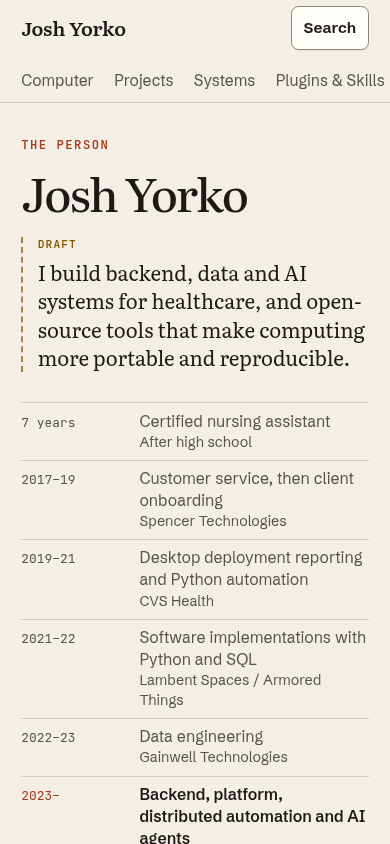 Josh Yorko
Search
Computer Projects Systems Plugins & Skills
THE PERSON
Josh Yorko
DRAFT
I build backend, data and AI
systems for healthcare, and open-
source tools that make computing
more portable and reproducible.
7 years Certified nursing assistant
After high school
2017–19 Customer service, then client
onboarding
Spencer Technologies
2019–21 Desktop deployment reporting
and Python automation
CVS Health
2021–22 Software implementations with
Python and SQL
Lambent Spaces / Armored
Things
2022–23 Data engineering
Gainwell Technologies
2023– Backend, platform,
distributed automation and AI
agents